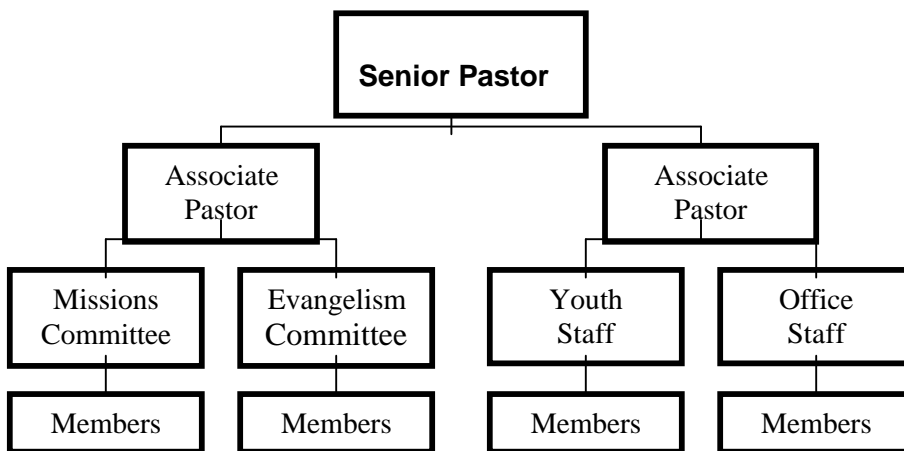 Senior Pastor
Associate
Pastor
Associate
Pastor
Missions
Committee
Evangelism
Committee
Youth
Staff
Office
Staff
Members
Members
Members
Members